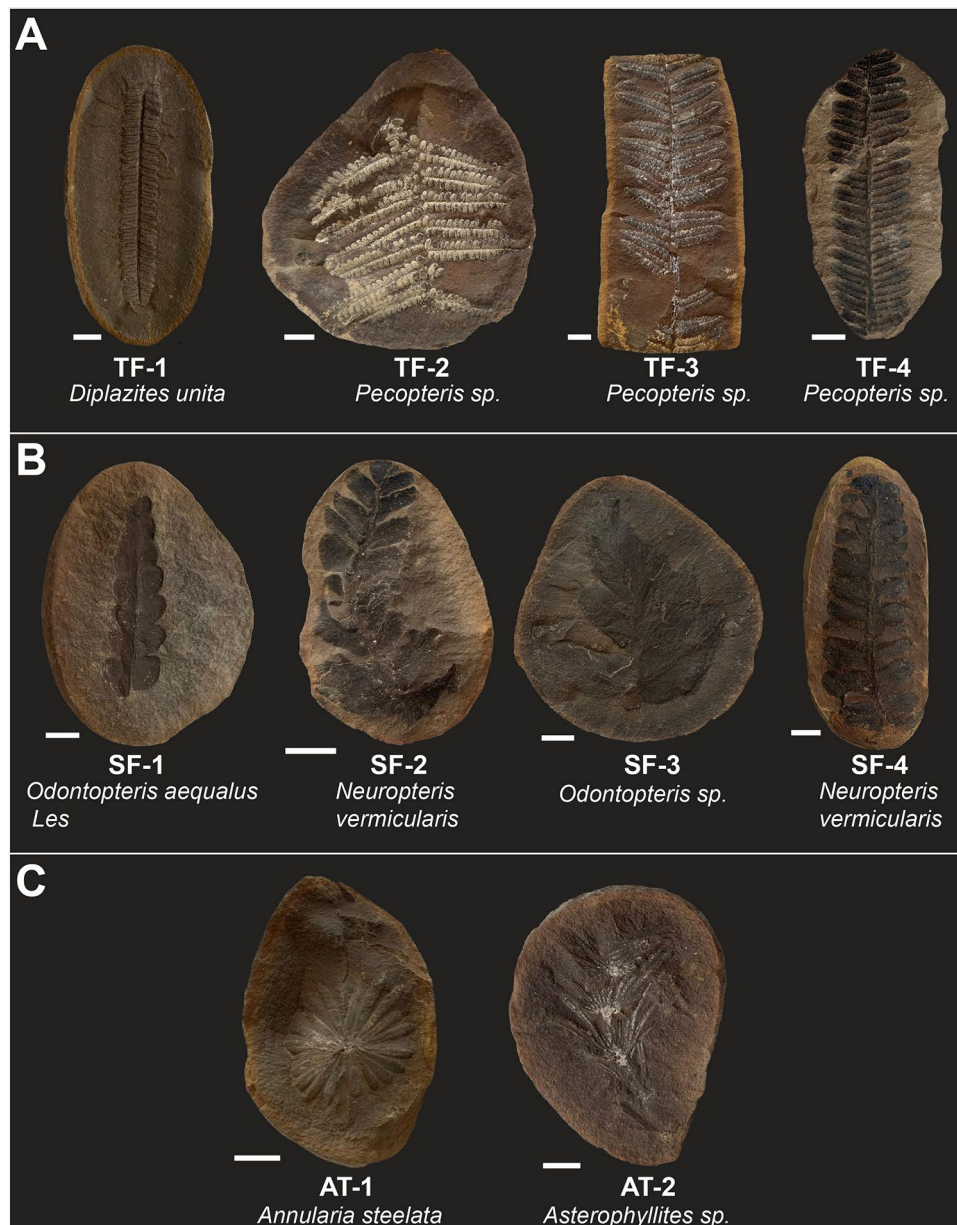 A
TF-1
Diplazites unita
TF-2
Pecopteris sp.
TF-3
Pecopteris sp.
TF-4
Pecopteris sp.
B
SF-1
Odontopteris aequalus
Les
SF-2
Neuropteris
vermicularis
SF-3
Odontopteris sp.
SF-4
Neuropteris
vermicularis
C
AT-1
Annularia steelata
AT-2
Asterophyllites sp.